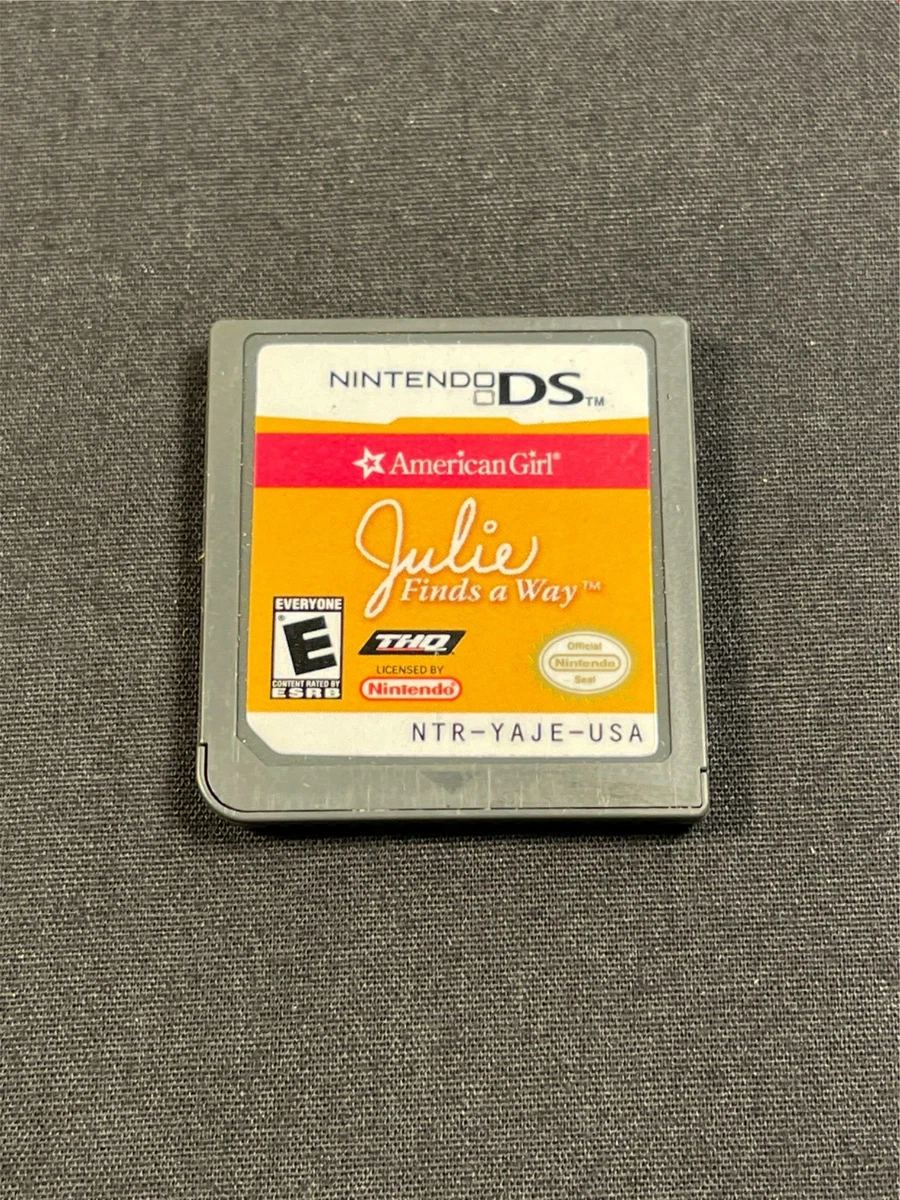 NINTENDO DS™
American Girl®
Julie
Finds a Way™
EVERYONE
E
CONTENT RATED BY
ESRB
THQ
LICENSED BY
Nintendo
Official
Nintendo
Seal
NTR-YAJE-USA